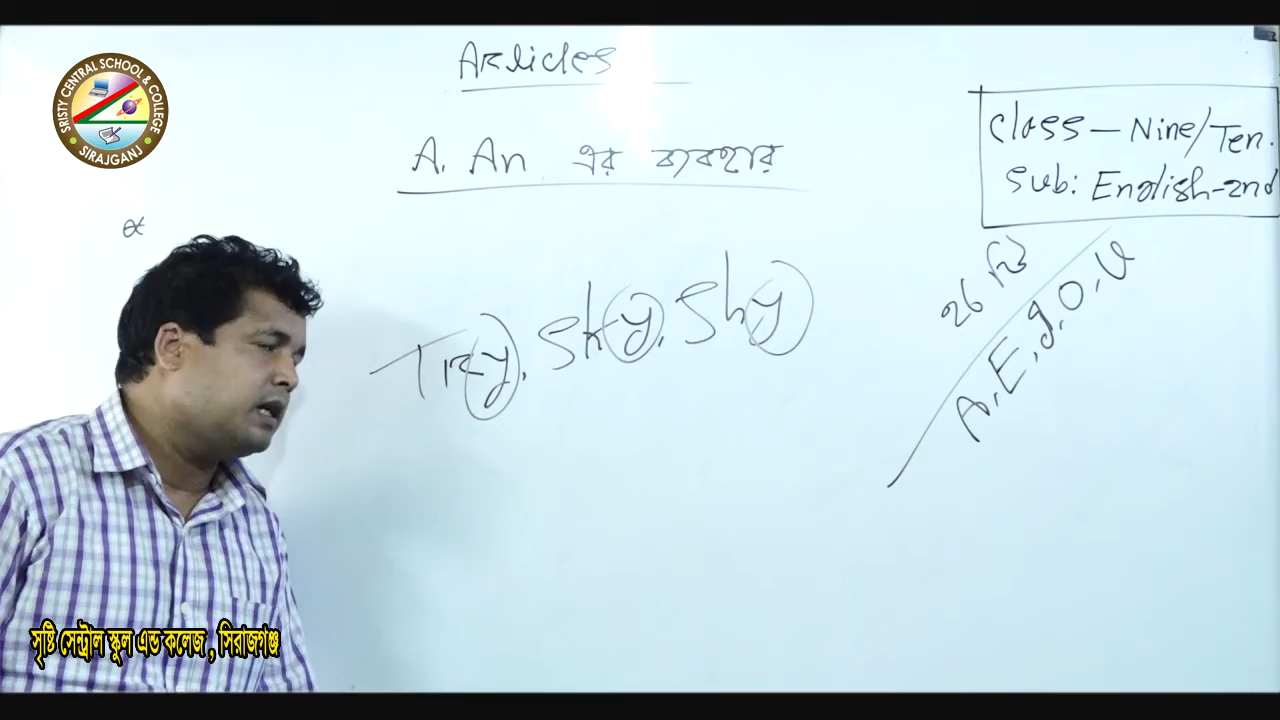 SRISTY CENTRAL SCHOOL & COLLEGE
SIRAJGANJ
Articles
A. An এর ব্যবহার
Class – Nine/Ten.
Sub: English-2nd
Try, Sky, Shy
26 টি
A, E, I, O, U
সৃষ্টি সেন্ট্রাল স্কুল এন্ড কলেজ, সিরাজগঞ্জ